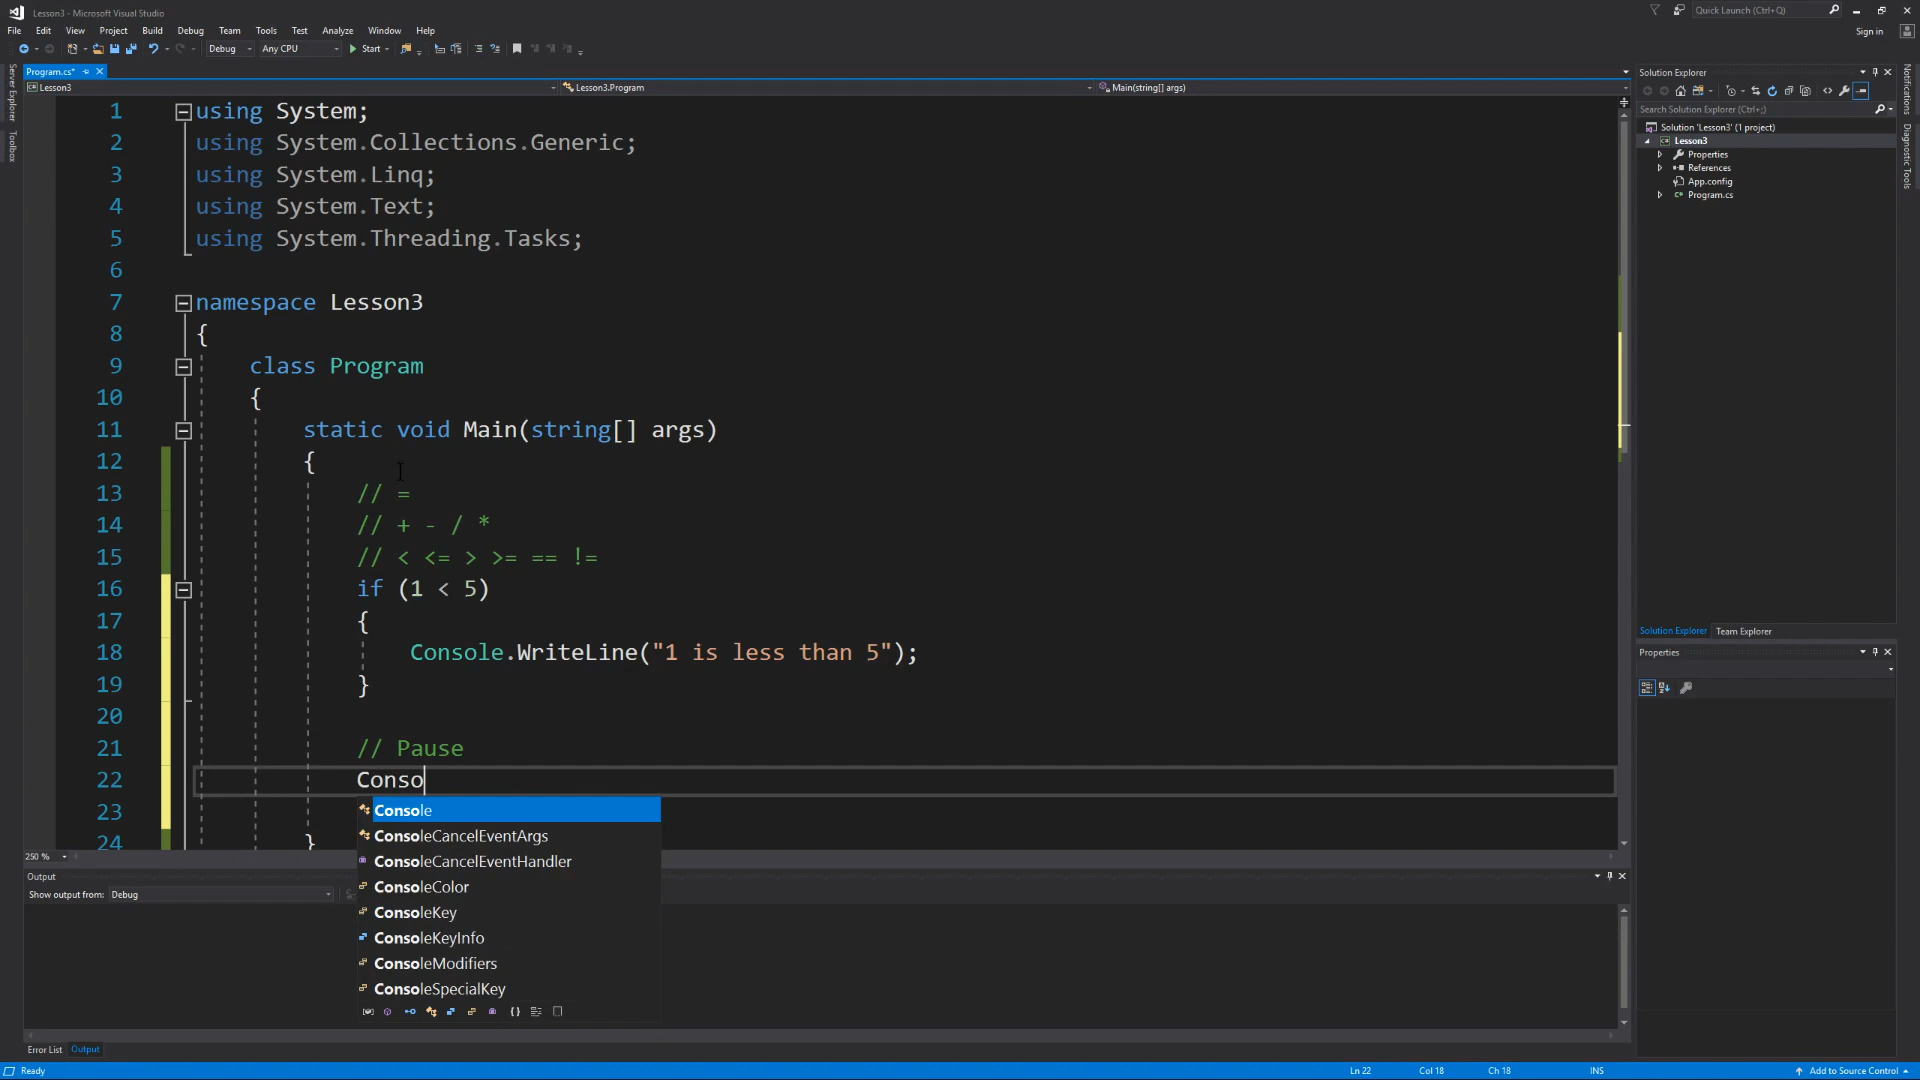 Lesson3 - Microsoft Visual Studio
Quick Launch (Ctrl+Q)
File Edit View Project Build Debug Team Tools Test Analyze Window Help
Sign in
Debug Any CPU Start
Program.cs*
Lesson3 Lesson3.Program Main(string[] args)
Server Explorer
Toolbox
1 using System;
2 using System.Collections.Generic;
3 using System.Linq;
4 using System.Text;
5 using System.Threading.Tasks;
6
7 namespace Lesson3
8 {
9 class Program
10 {
11 static void Main(string[] args)
12 {
13 // =
14 // + - / *
15 // < <= > >= == !=
16 if (1 < 5)
17 {
18 Console.WriteLine("1 is less than 5");
19 }
20
21 // Pause
22 Conso
23
24 }
Console
ConsoleCancelEventArgs
ConsoleCancelEventHandler
ConsoleColor
ConsoleKey
ConsoleKeyInfo
ConsoleModifiers
ConsoleSpecialKey
250 %
Output
Show output from: Debug
Error List Output
Solution Explorer
Search Solution Explorer (Ctrl+;)
Solution 'Lesson3' (1 project)
Lesson3
Properties
References
App.config
Program.cs
Solution Explorer Team Explorer
Properties
Notifications
Diagnostic Tools
Ready Ln 22 Col 18 Ch 18 INS Add to Source Control